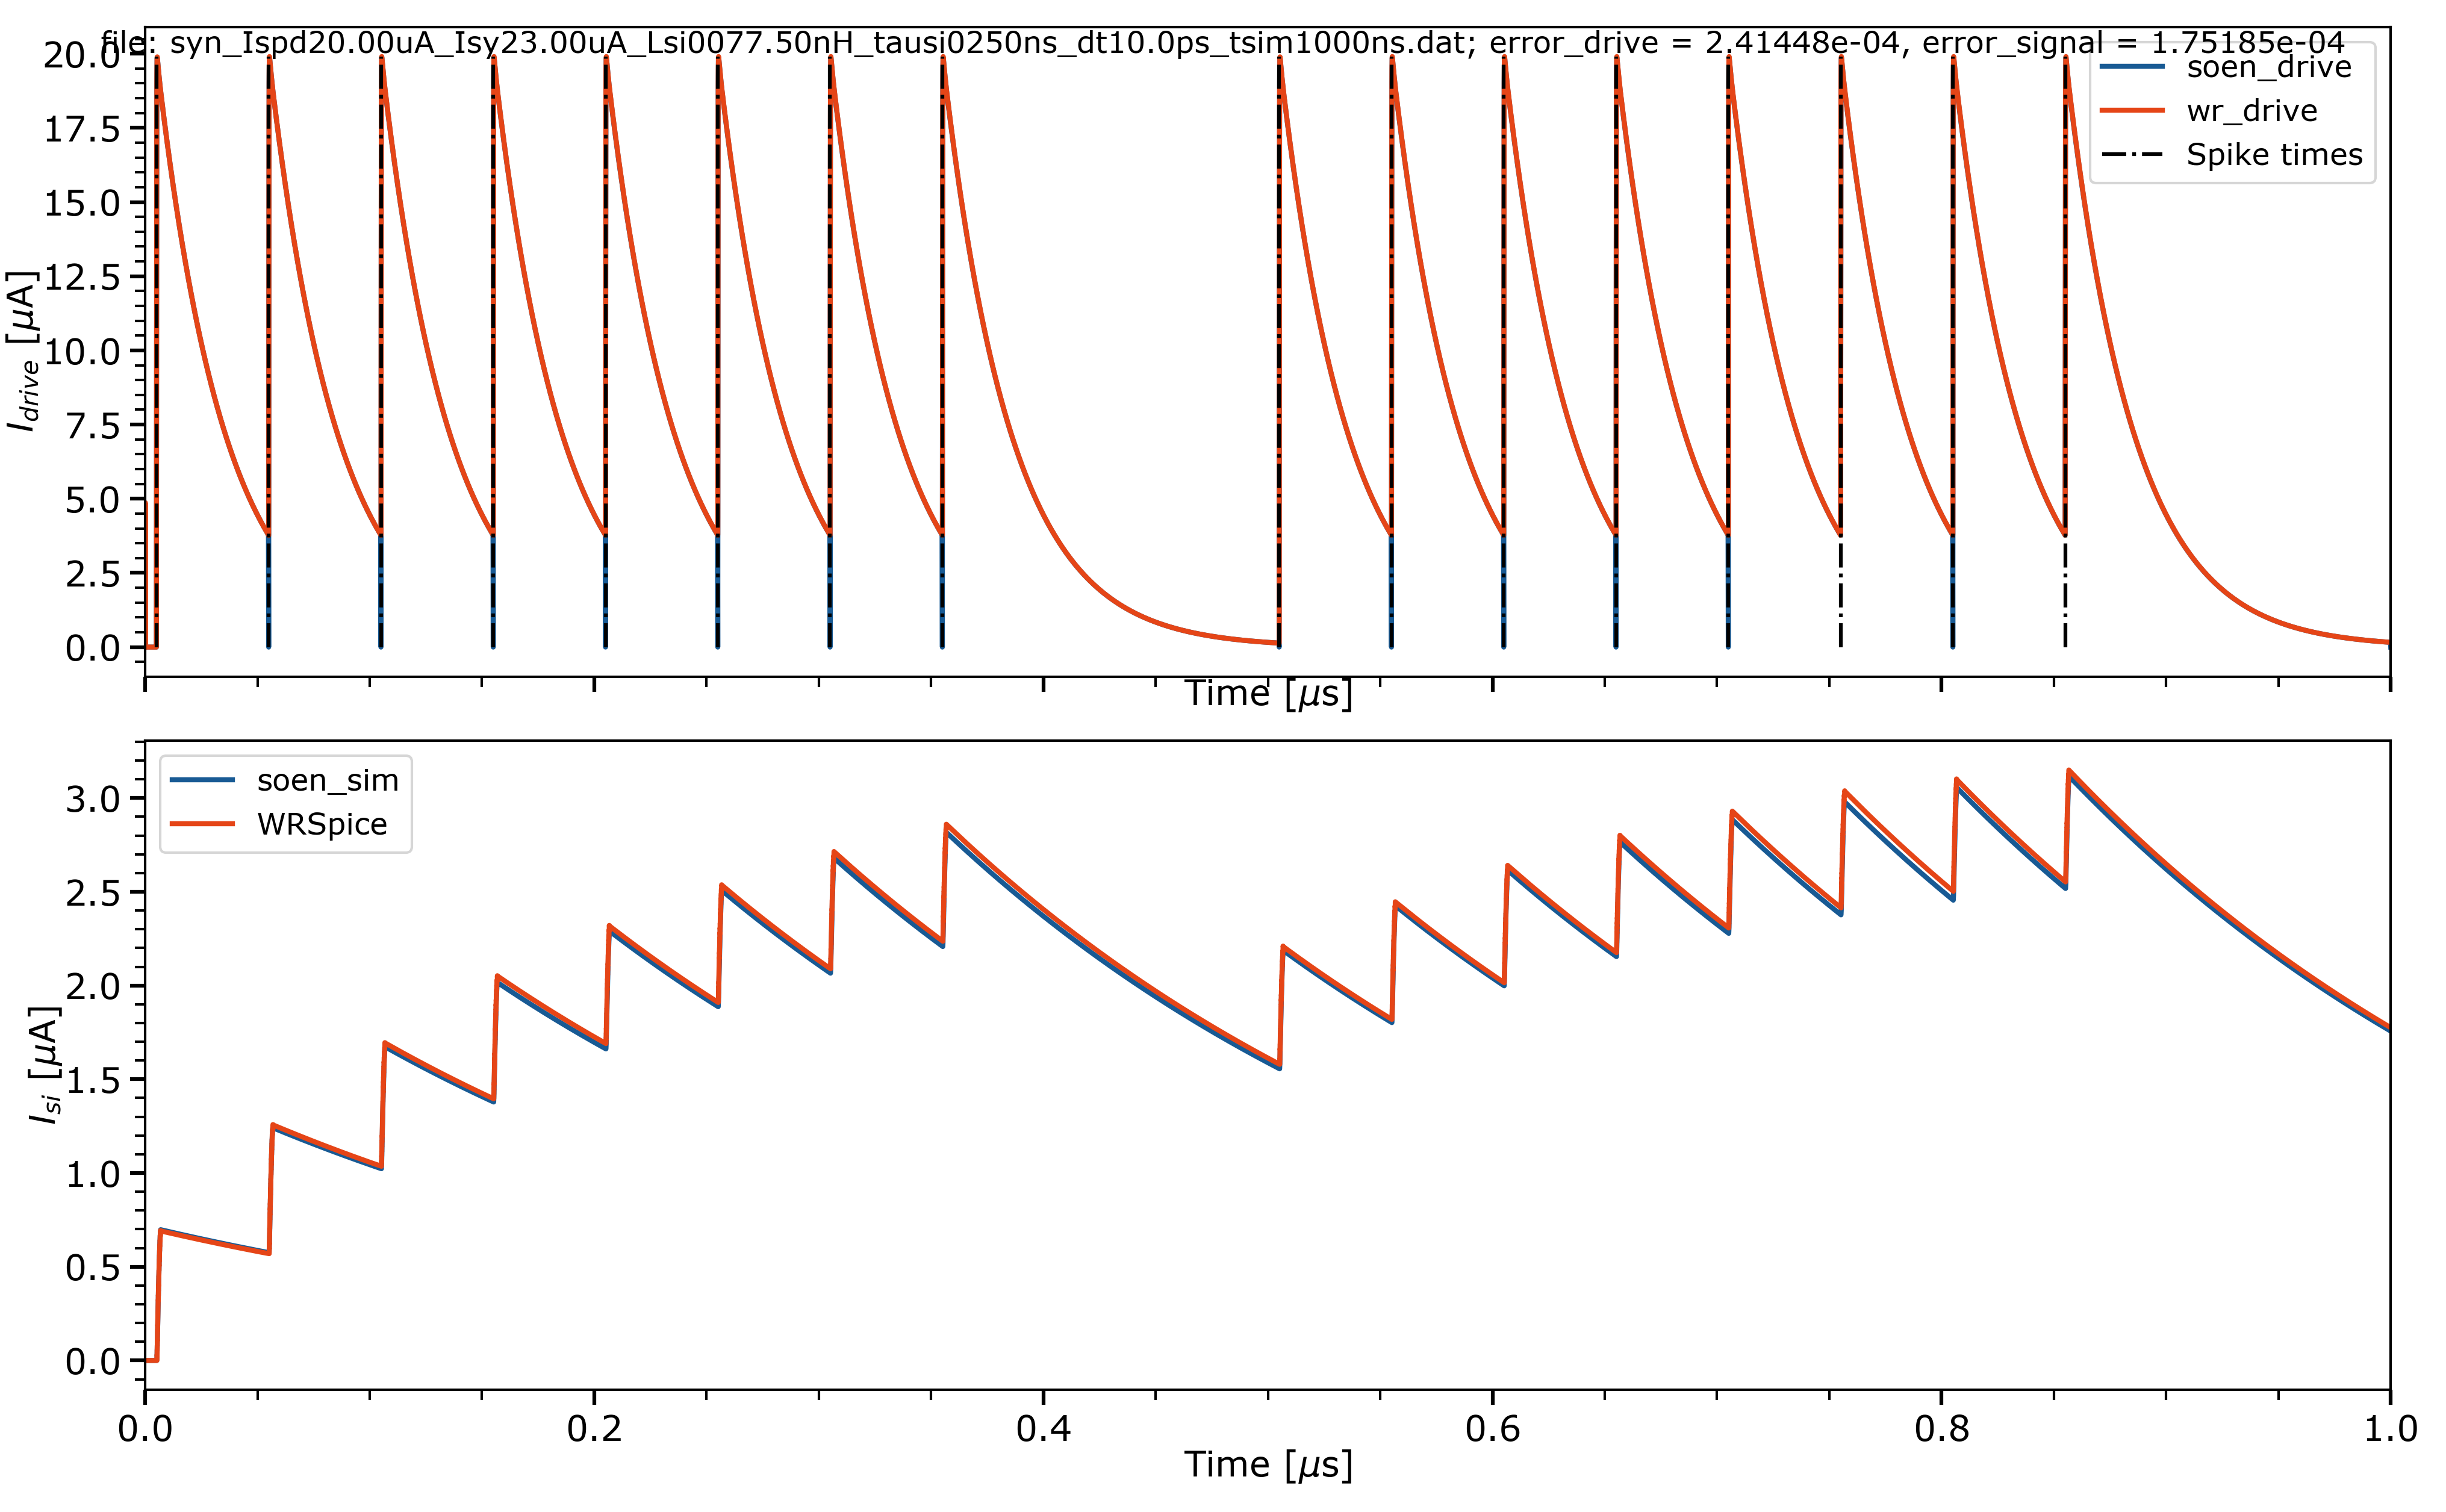 file: syn_Ispd20.00uA_Isy23.00uA_Lsi0077.50nH_tausi0250ns_dt10.0ps_tsim1000ns.dat; error_drive = 2.41448e-04, error_signal = 1.75185e-04
soen_drive
wr_drive
Spike times
20.0
17.5
15.0
12.5
10.0
7.5
5.0
2.5
0.0
I_drive [μA]
Time [μs]
soen_sim
WRSpice
3.0
2.5
2.0
1.5
1.0
0.5
0.0
I_si [μA]
0.0 0.2 0.4 0.6 0.8 1.0
Time [μs]